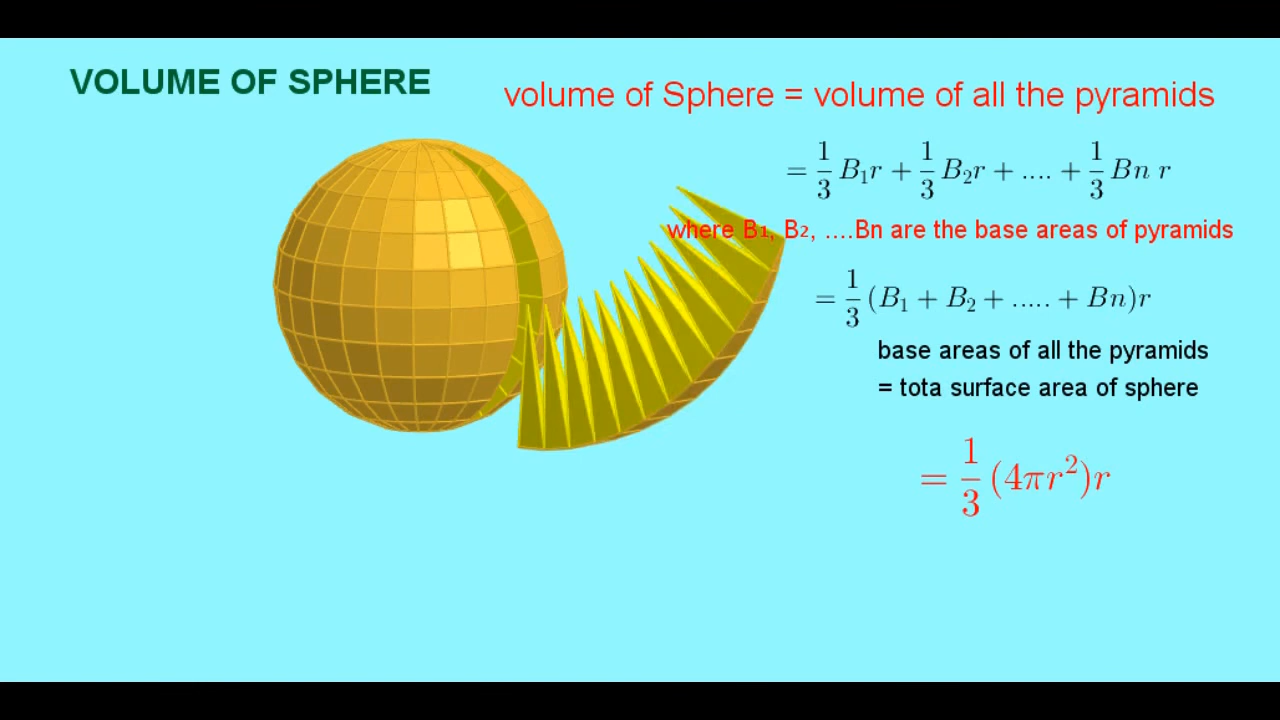 VOLUME OF SPHERE
volume of Sphere = volume of all the pyramids
= 1/3 B₁r + 1/3 B₂r + .... + 1/3 Bn r
where B₁, B₂, ....Bn are the base areas of pyramids
= 1/3 (B₁ + B₂ + ..... + Bn)r
base areas of all the pyramids
= tota surface area of sphere
= 1/3 (4πr²)r